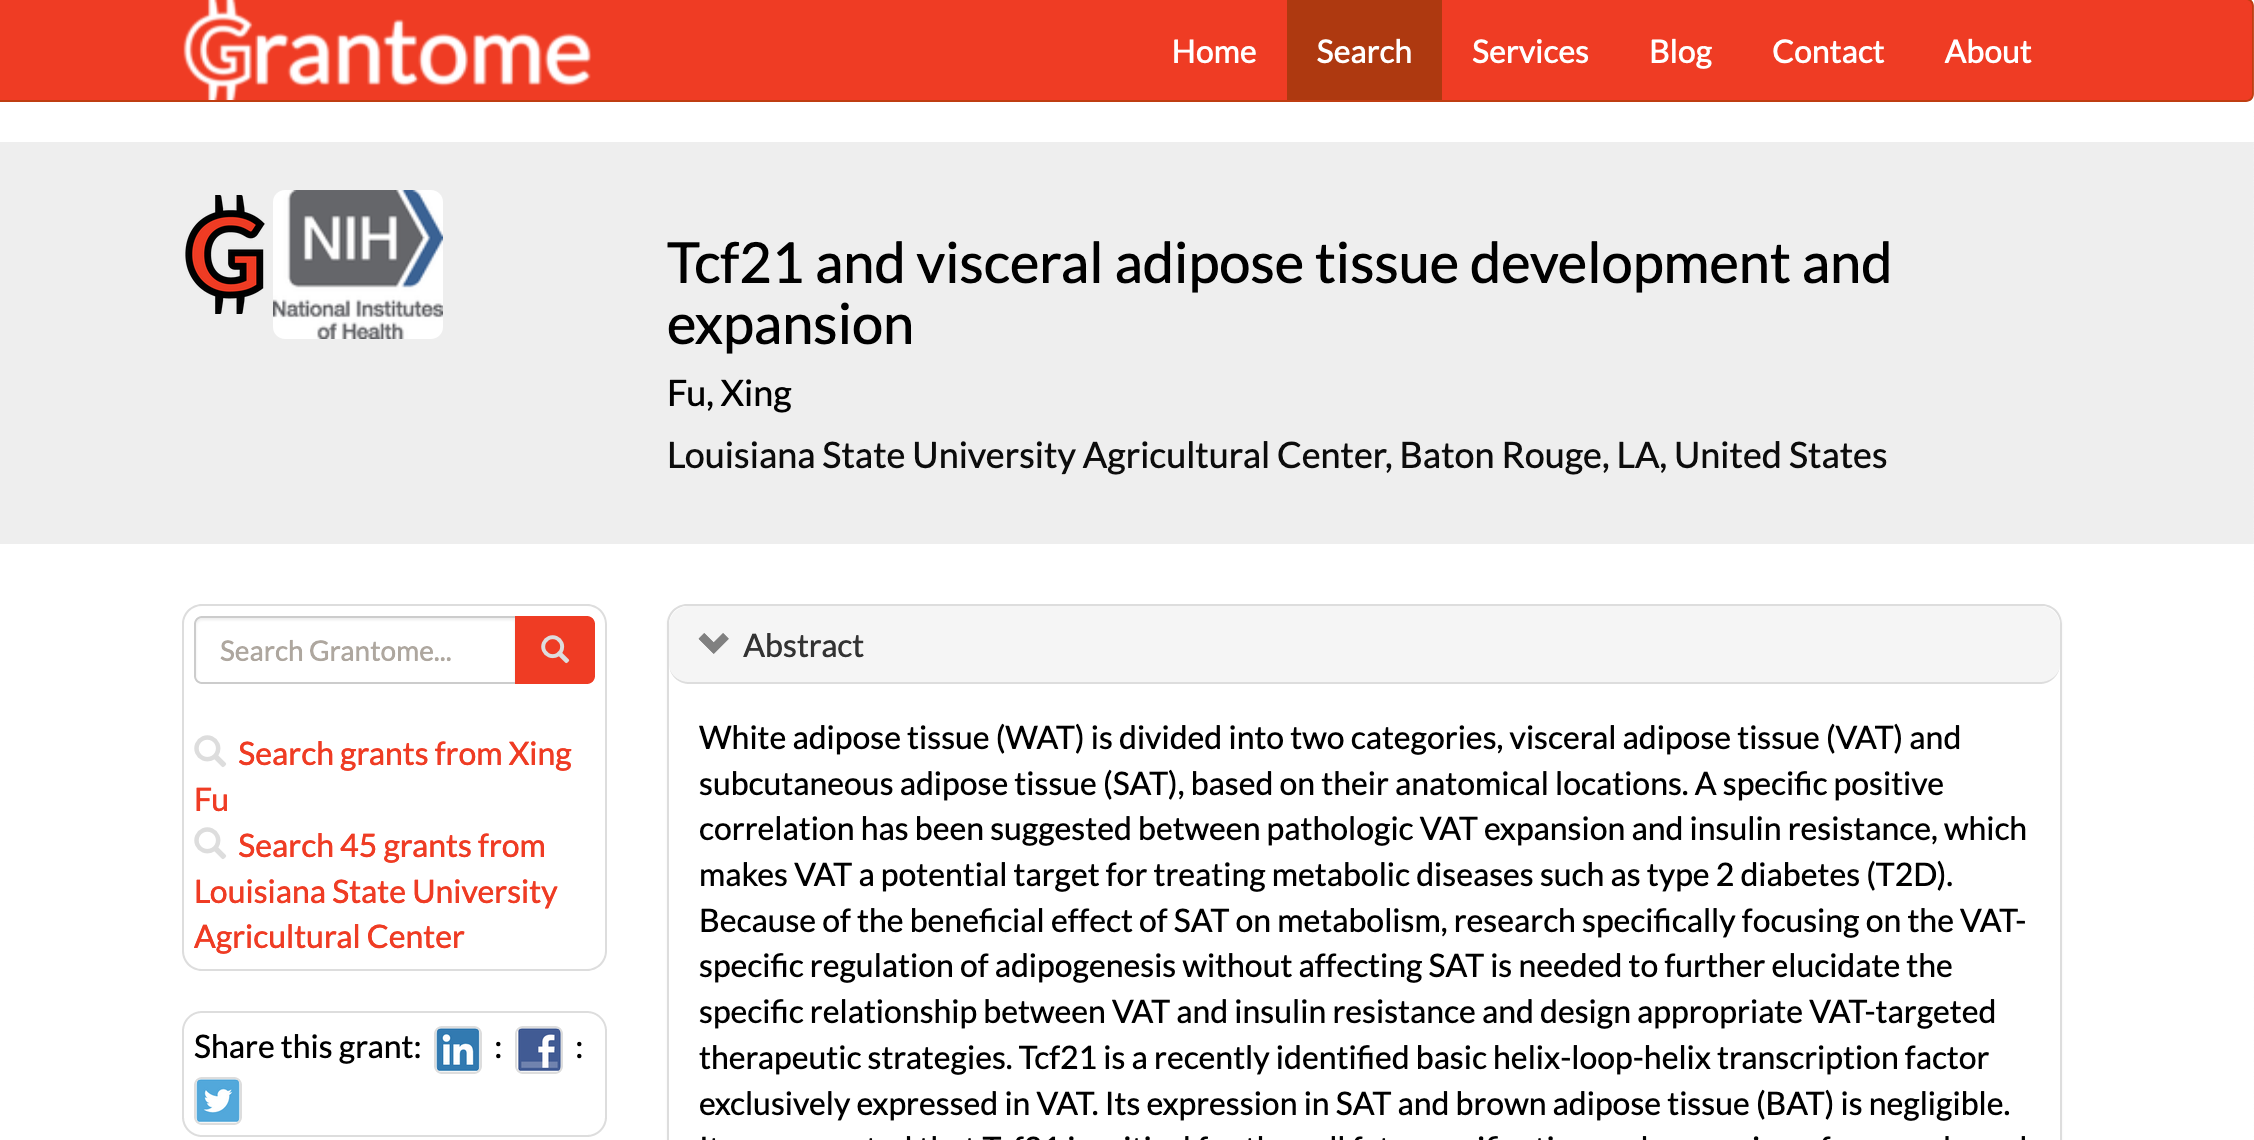 Grantome
Home
Search
Services
Blog
Contact
About
G
NIH
National Institutes
of Health
Tcf21 and visceral adipose tissue development and
expansion
Fu, Xing
Louisiana State University Agricultural Center, Baton Rouge, LA, United States
Search Grantome...
Search grants from Xing
Fu
Search 45 grants from
Louisiana State University
Agricultural Center
Share this grant: in : f :
Abstract
White adipose tissue (WAT) is divided into two categories, visceral adipose tissue (VAT) and
subcutaneous adipose tissue (SAT), based on their anatomical locations. A specific positive
correlation has been suggested between pathologic VAT expansion and insulin resistance, which
makes VAT a potential target for treating metabolic diseases such as type 2 diabetes (T2D).
Because of the beneficial effect of SAT on metabolism, research specifically focusing on the VAT-
specific regulation of adipogenesis without affecting SAT is needed to further elucidate the
specific relationship between VAT and insulin resistance and design appropriate VAT-targeted
therapeutic strategies. Tcf21 is a recently identified basic helix-loop-helix transcription factor
exclusively expressed in VAT. Its expression in SAT and brown adipose tissue (BAT) is negligible.